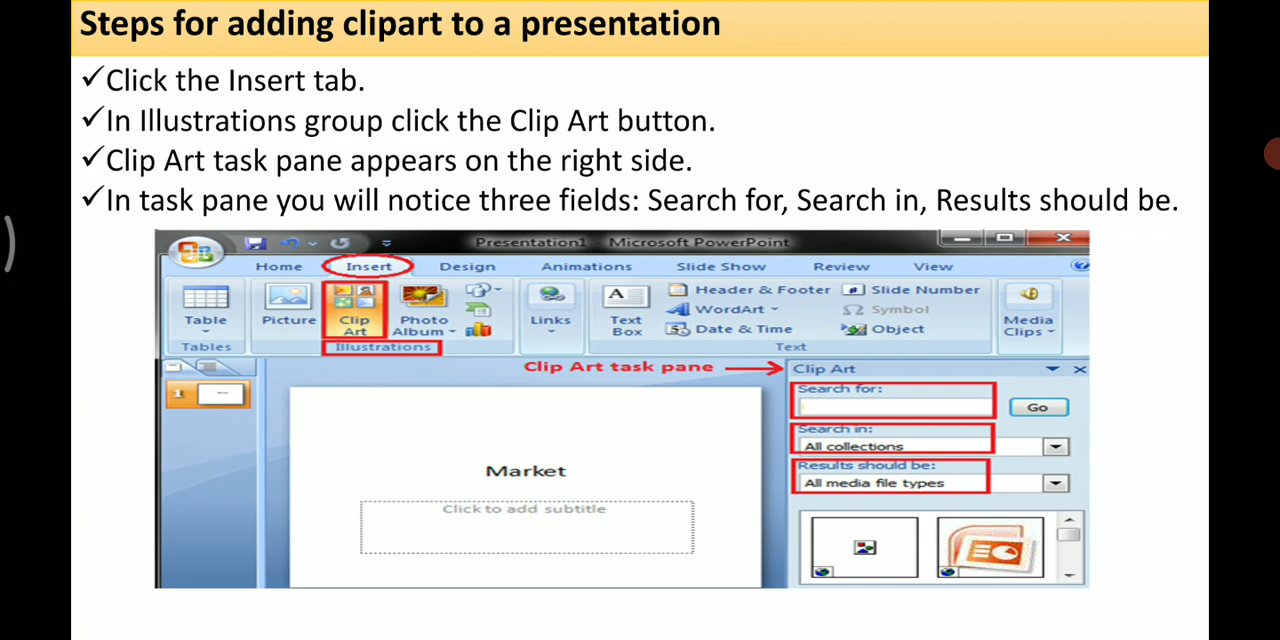 Steps for adding clipart to a presentation
✓Click the Insert tab.
✓In Illustrations group click the Clip Art button.
✓Clip Art task pane appears on the right side.
✓In task pane you will notice three fields: Search for, Search in, Results should be.
Presentation1 Microsoft PowerPoint
Home Insert Design Animations Slide Show Review View
Table
Tables
Picture
Clip Art
Photo Album
Illustrations
Links
Text Box
Header & Footer
WordArt
Date & Time
Slide Number
Symbol
Object
Text
Media Clips
Clip Art task pane
Clip Art
Search for:
Go
Search in:
All collections
Results should be:
All media file types
1
Market
Click to add subtitle